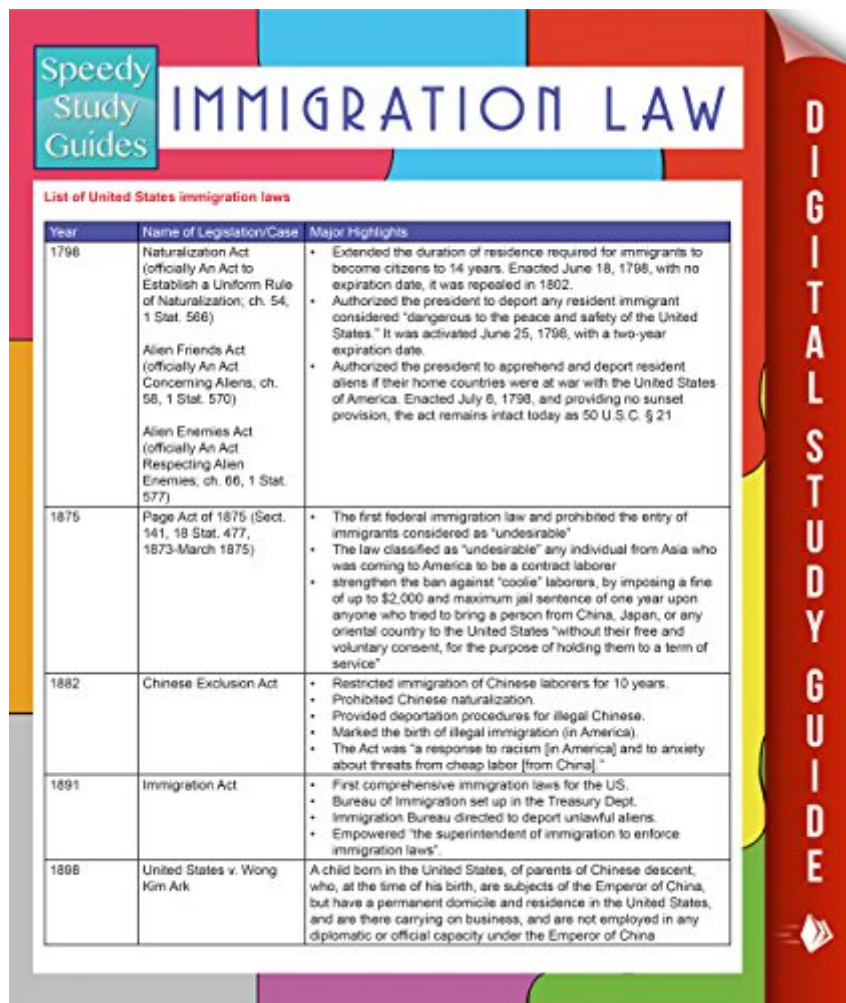 Speedy
Study
Guides
IMMIGRATION LAW
DIGITAL STUDY GUIDE
List of United States immigration laws
Year Name of Legislation/Case Major Highlights
1798
Naturalization Act
(officially An Act to
Establish a Uniform Rule
of Naturalization; ch. 54,
1 Stat. 566)
Alien Friends Act
(officially An Act
Concerning Aliens; ch.
58, 1 Stat. 570)
Alien Enemies Act
(officially An Act
Respecting Alien
Enemies; ch. 66, 1 Stat.
577)
• Extended the duration of residence required for immigrants to
become citizens to 14 years. Enacted June 18, 1798, with no
expiration date, it was repealed in 1802.
• Authorized the president to deport any resident immigrant
considered "dangerous to the peace and safety of the United
States." It was activated June 25, 1798, with a two-year
expiration date.
• Authorized the president to apprehend and deport resident
aliens if their home countries were at war with the United States
of America. Enacted July 6, 1798, and providing no sunset
provision, the act remains intact today as 50 U.S.C. § 21
1875
Page Act of 1875 (Sect.
141, 18 Stat. 477,
1873-March 1875)
• The first federal immigration law and prohibited the entry of
immigrants considered as "undesirable"
• The law classified as "undesirable" any individual from Asia who
was coming to America to be a contract laborer
• strengthen the ban against "coolie" laborers, by imposing a fine
of up to $2,000 and maximum jail sentence of one year upon
anyone who tried to bring a person from China, Japan, or any
oriental country to the United States "without their free and
voluntary consent, for the purpose of holding them to a term of
service"
1882
Chinese Exclusion Act
• Restricted immigration of Chinese laborers for 10 years.
• Prohibited Chinese naturalization.
• Provided deportation procedures for illegal Chinese.
• Marked the birth of illegal immigration (in America).
• The Act was "a response to racism [in America] and to anxiety
about threats from cheap labor [from China]."
1891
Immigration Act
• First comprehensive immigration laws for the US.
• Bureau of Immigration set up in the Treasury Dept.
• Immigration Bureau directed to deport unlawful aliens.
• Empowered "the superintendent of immigration to enforce
immigration laws".
1898
United States v. Wong
Kim Ark
A child born in the United States, of parents of Chinese descent,
who, at the time of his birth, are subjects of the Emperor of China,
but have a permanent domicile and residence in the United States,
and are there carrying on business, and are not employed in any
diplomatic or official capacity under the Emperor of China